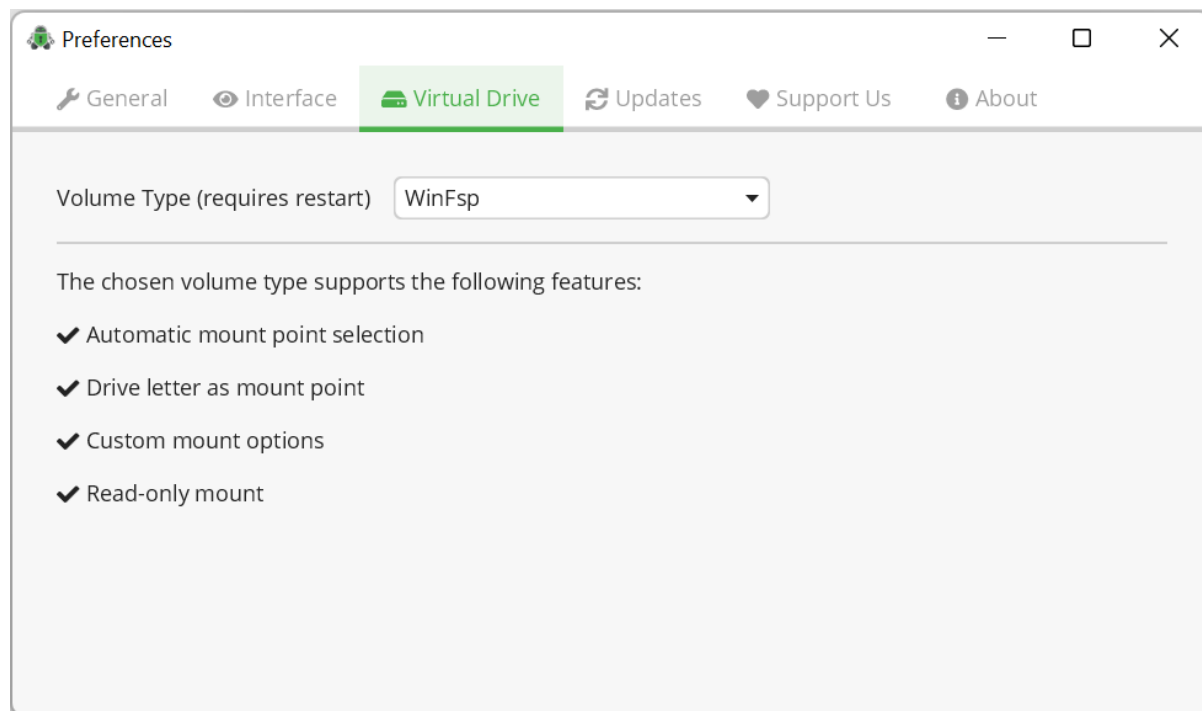 Preferences
General Interface Virtual Drive Updates Support Us About
Volume Type (requires restart) WinFsp
The chosen volume type supports the following features:
Automatic mount point selection
Drive letter as mount point
Custom mount options
Read-only mount